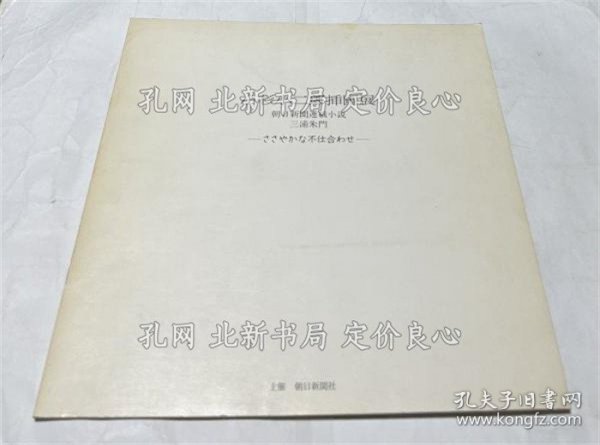 孔网 北新书局 定价良心
挿画展
朝日新聞連載小説
三浦朱門
―ささやかな不仕合わせ―
孔网 北新书局 定价良心
主催 朝日新聞社
孔夫子旧书网
www.kongfz.com